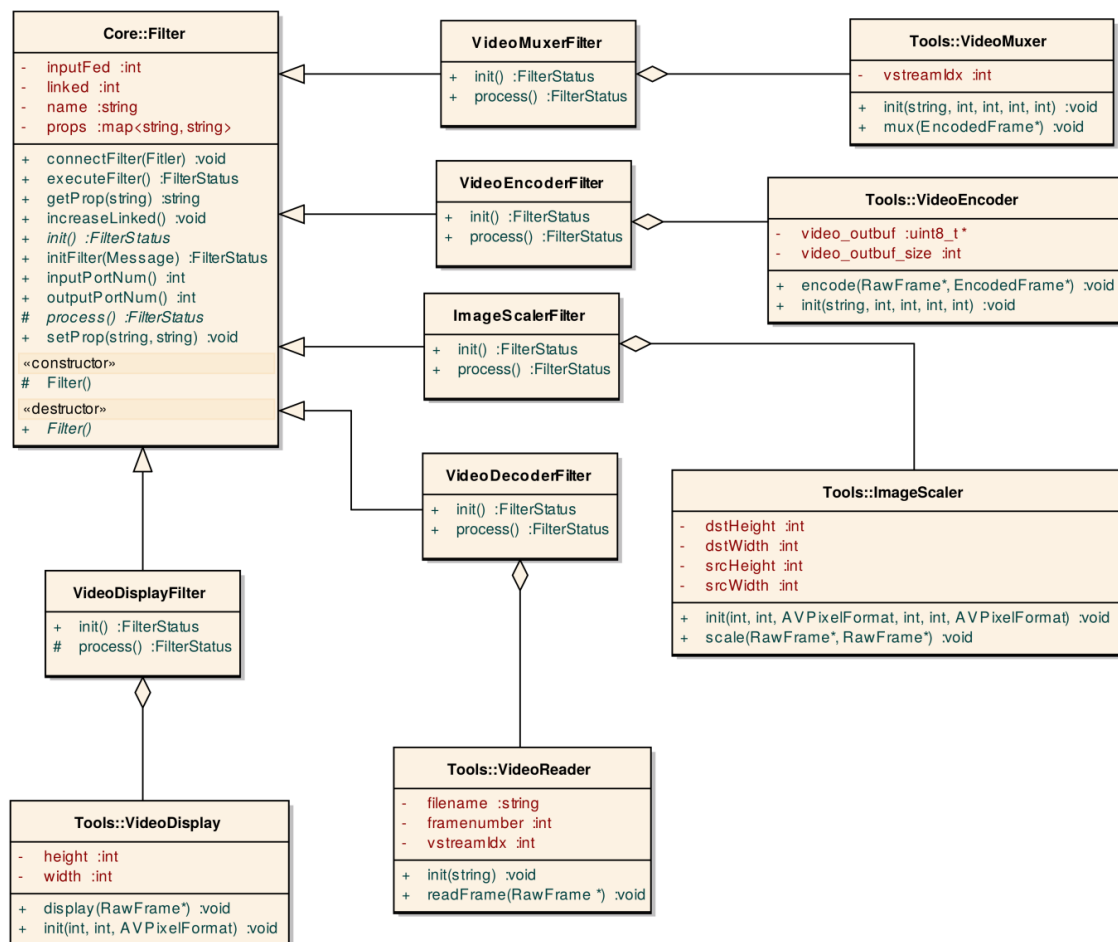 Core::Filter
- inputFed :int
- linked :int
- name :string
- props :map<string, string>
+ connectFilter(Fitler) :void
+ executeFilter() :FilterStatus
+ getProp(string) :string
+ increaseLinked() :void
+ init() :FilterStatus
+ initFilter(Message) :FilterStatus
+ inputPortNum() :int
+ outputPortNum() :int
# process() :FilterStatus
+ setProp(string, string) :void
«constructor»
# Filter()
«destructor»
+ Filter()
VideoMuxerFilter
+ init() :FilterStatus
+ process() :FilterStatus
Tools::VideoMuxer
- vstreamIdx :int
+ init(string, int, int, int, int) :void
+ mux(EncodedFrame*) :void
VideoEncoderFilter
+ init() :FilterStatus
+ process() :FilterStatus
Tools::VideoEncoder
- video_outbuf :uint8_t*
- video_outbuf_size :int
+ encode(RawFrame*, EncodedFrame*) :void
+ init(string, int, int, int, int) :void
ImageScalerFilter
+ init() :FilterStatus
+ process() :FilterStatus
VideoDecoderFilter
+ init() :FilterStatus
+ process() :FilterStatus
Tools::ImageScaler
- dstHeight :int
- dstWidth :int
- srcHeight :int
- srcWidth :int
+ init(int, int, AVPixelFormat, int, int, AVPixelFormat) :void
+ scale(RawFrame*, RawFrame*) :void
VideoDisplayFilter
+ init() :FilterStatus
# process() :FilterStatus
Tools::VideoReader
- filename :string
- framenumber :int
- vstreamIdx :int
+ init(string) :void
+ readFrame(RawFrame *) :void
Tools::VideoDisplay
- height :int
- width :int
+ display(RawFrame*) :void
+ init(int, int, AVPixelFormat) :void